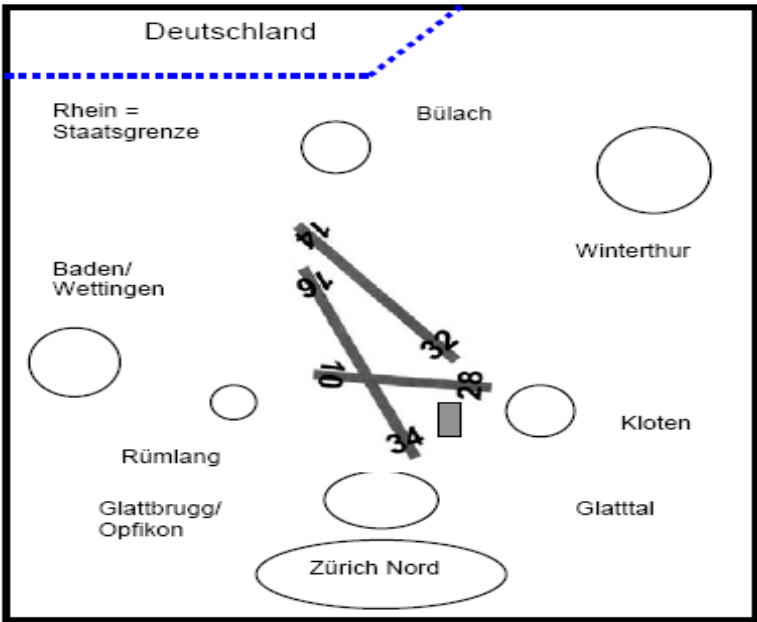 Deutschland
Rhein =
Staatsgrenze
Bülach
14
Winterthur
Baden/
Wettingen
16
32
10
28
34
Kloten
Rümlang
Glattbrugg/
Opfikon
Glatttal
Zürich Nord